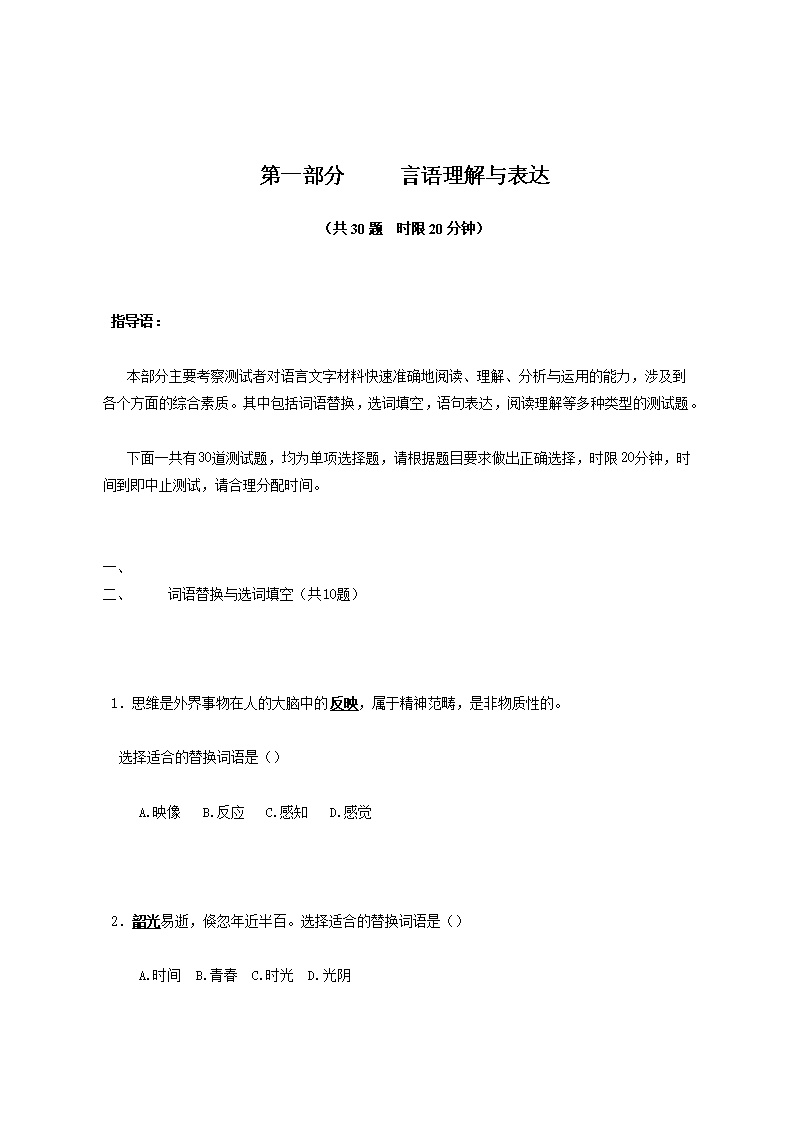 第一部分　　言语理解与表达
（共30题　时限20分钟）
指导语：
本部分主要考察测试者对语言文字材料快速准确地阅读、理解、分析与运用的能力，涉及到
各个方面的综合素质。其中包括词语替换，选词填空，语句表达，阅读理解等多种类型的测试题。
下面一共有30道测试题，均为单项选择题，请根据题目要求做出正确选择，时限20分钟，时
间到即中止测试，请合理分配时间。
一、
二、　　词语替换与选词填空（共10题）
1．思维是外界事物在人的大脑中的反映，属于精神范畴，是非物质性的。
选择适合的替换词语是（）
A.映像　B.反应　C.感知　D.感觉
2．韶光易逝，倏忽年近半百。选择适合的替换词语是（）
A.时间　B.青春　C.时光　D.光阴